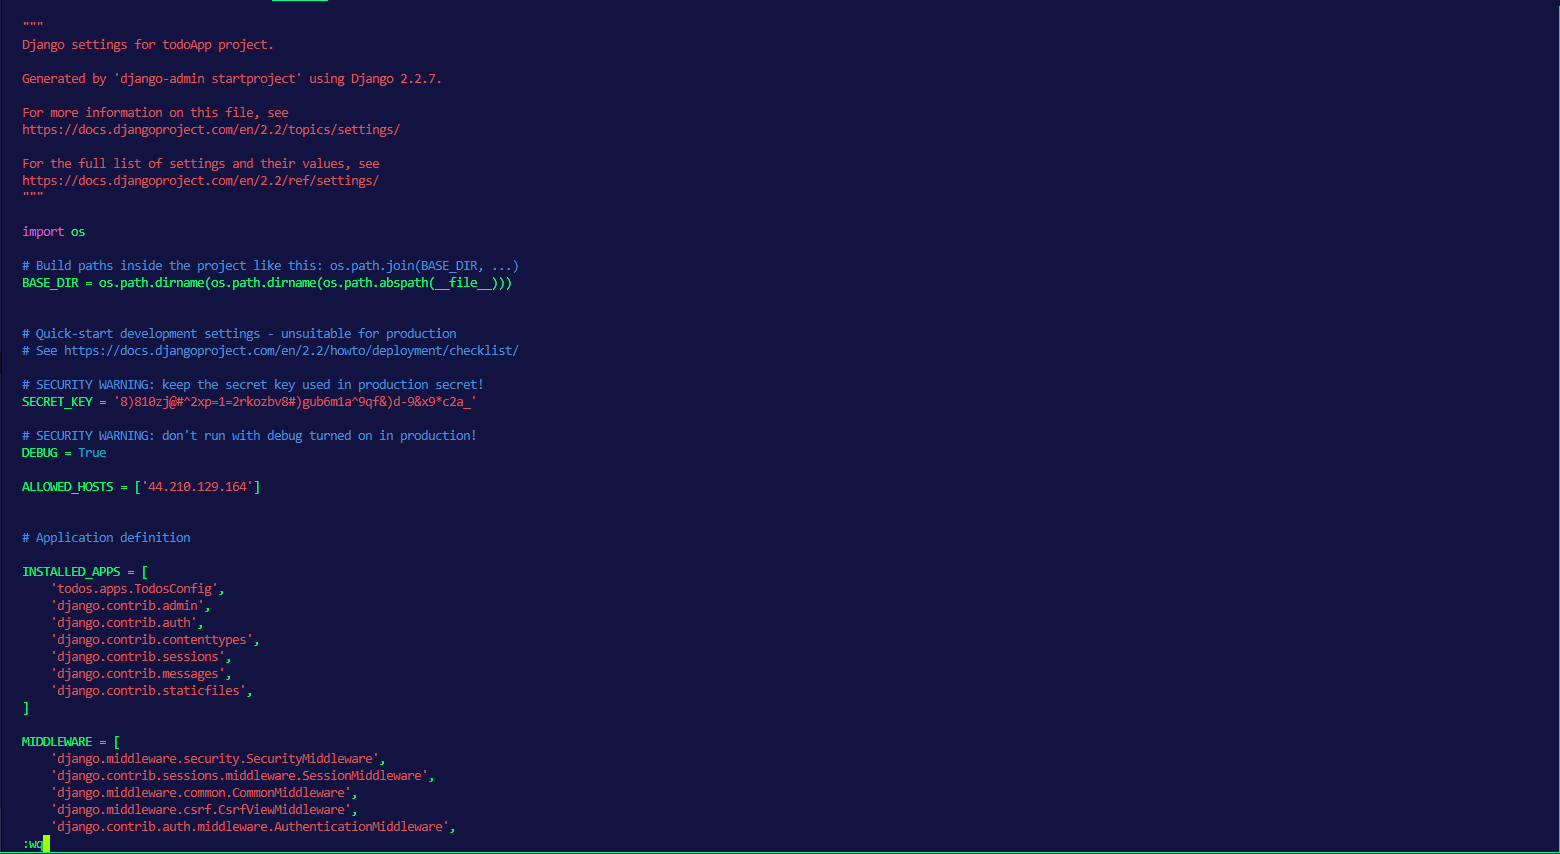 """
Django settings for todoApp project.
Generated by 'django-admin startproject' using Django 2.2.7.
For more information on this file, see
https://docs.djangoproject.com/en/2.2/topics/settings/
For the full list of settings and their values, see
https://docs.djangoproject.com/en/2.2/ref/settings/
"""
import os
# Build paths inside the project like this: os.path.join(BASE_DIR, ...)
BASE_DIR = os.path.dirname(os.path.dirname(os.path.abspath(__file__)))
# Quick-start development settings - unsuitable for production
# See https://docs.djangoproject.com/en/2.2/howto/deployment/checklist/
# SECURITY WARNING: keep the secret key used in production secret!
SECRET_KEY = '8)810zj@#^2xp=1=2rkozbv8#)gub6m1a^9qf&)d-9&x9*c2a_'
# SECURITY WARNING: don't run with debug turned on in production!
DEBUG = True
ALLOWED_HOSTS = ['44.210.129.164']
# Application definition
INSTALLED_APPS = [
    'todos.apps.TodosConfig',
    'django.contrib.admin',
    'django.contrib.auth',
    'django.contrib.contenttypes',
    'django.contrib.sessions',
    'django.contrib.messages',
    'django.contrib.staticfiles',
]
MIDDLEWARE = [
    'django.middleware.security.SecurityMiddleware',
    'django.contrib.sessions.middleware.SessionMiddleware',
    'django.middleware.common.CommonMiddleware',
    'django.middleware.csrf.CsrfViewMiddleware',
    'django.contrib.auth.middleware.AuthenticationMiddleware',
:wq